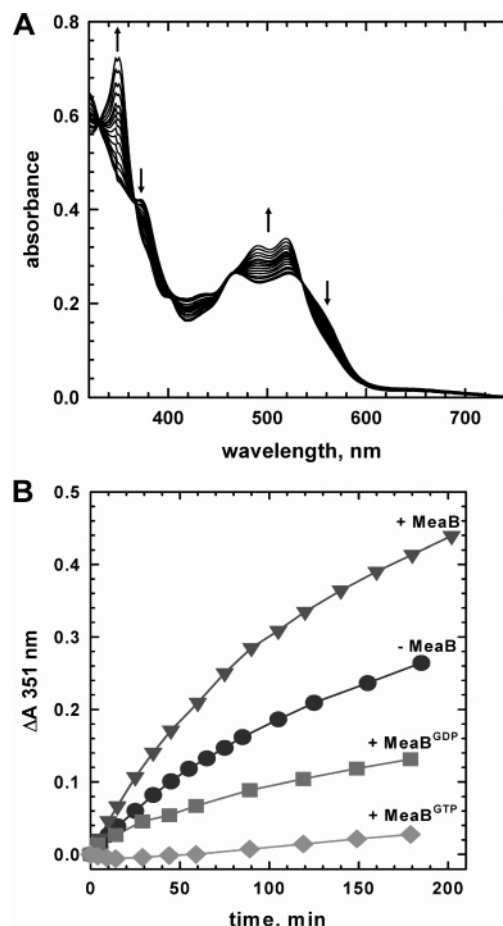 A
0.8
0.6
0.4
0.2
0.0
absorbance
400 500 600 700
wavelength, nm
B
0.5
0.4
0.3
0.2
0.1
0.0
ΔA 351 nm
+ MeaB
- MeaB
+ MeaB^GDP
+ MeaB^GTP
0 50 100 150 200
time, min